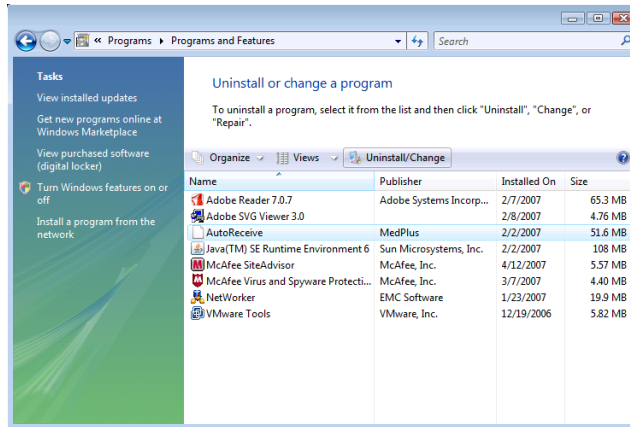 « Programs ▸ Programs and Features
Search
Tasks
View installed updates
Get new programs online at
Windows Marketplace
View purchased software
(digital locker)
Turn Windows features on or
off
Install a program from the
network
Uninstall or change a program
To uninstall a program, select it from the list and then click "Uninstall", "Change", or
"Repair".
Organize Views Uninstall/Change
Name Publisher Installed On Size
Adobe Reader 7.0.7 Adobe Systems Incorp... 2/7/2007 65.3 MB
Adobe SVG Viewer 3.0 2/8/2007 4.76 MB
AutoReceive MedPlus 2/2/2007 51.6 MB
Java(TM) SE Runtime Environment 6 Sun Microsystems, Inc. 2/2/2007 108 MB
McAfee SiteAdvisor McAfee, Inc. 4/12/2007 5.57 MB
McAfee Virus and Spyware Protecti... McAfee, Inc. 3/7/2007 4.40 MB
NetWorker EMC Software 1/23/2007 19.9 MB
VMware Tools VMware, Inc. 12/19/2006 5.82 MB